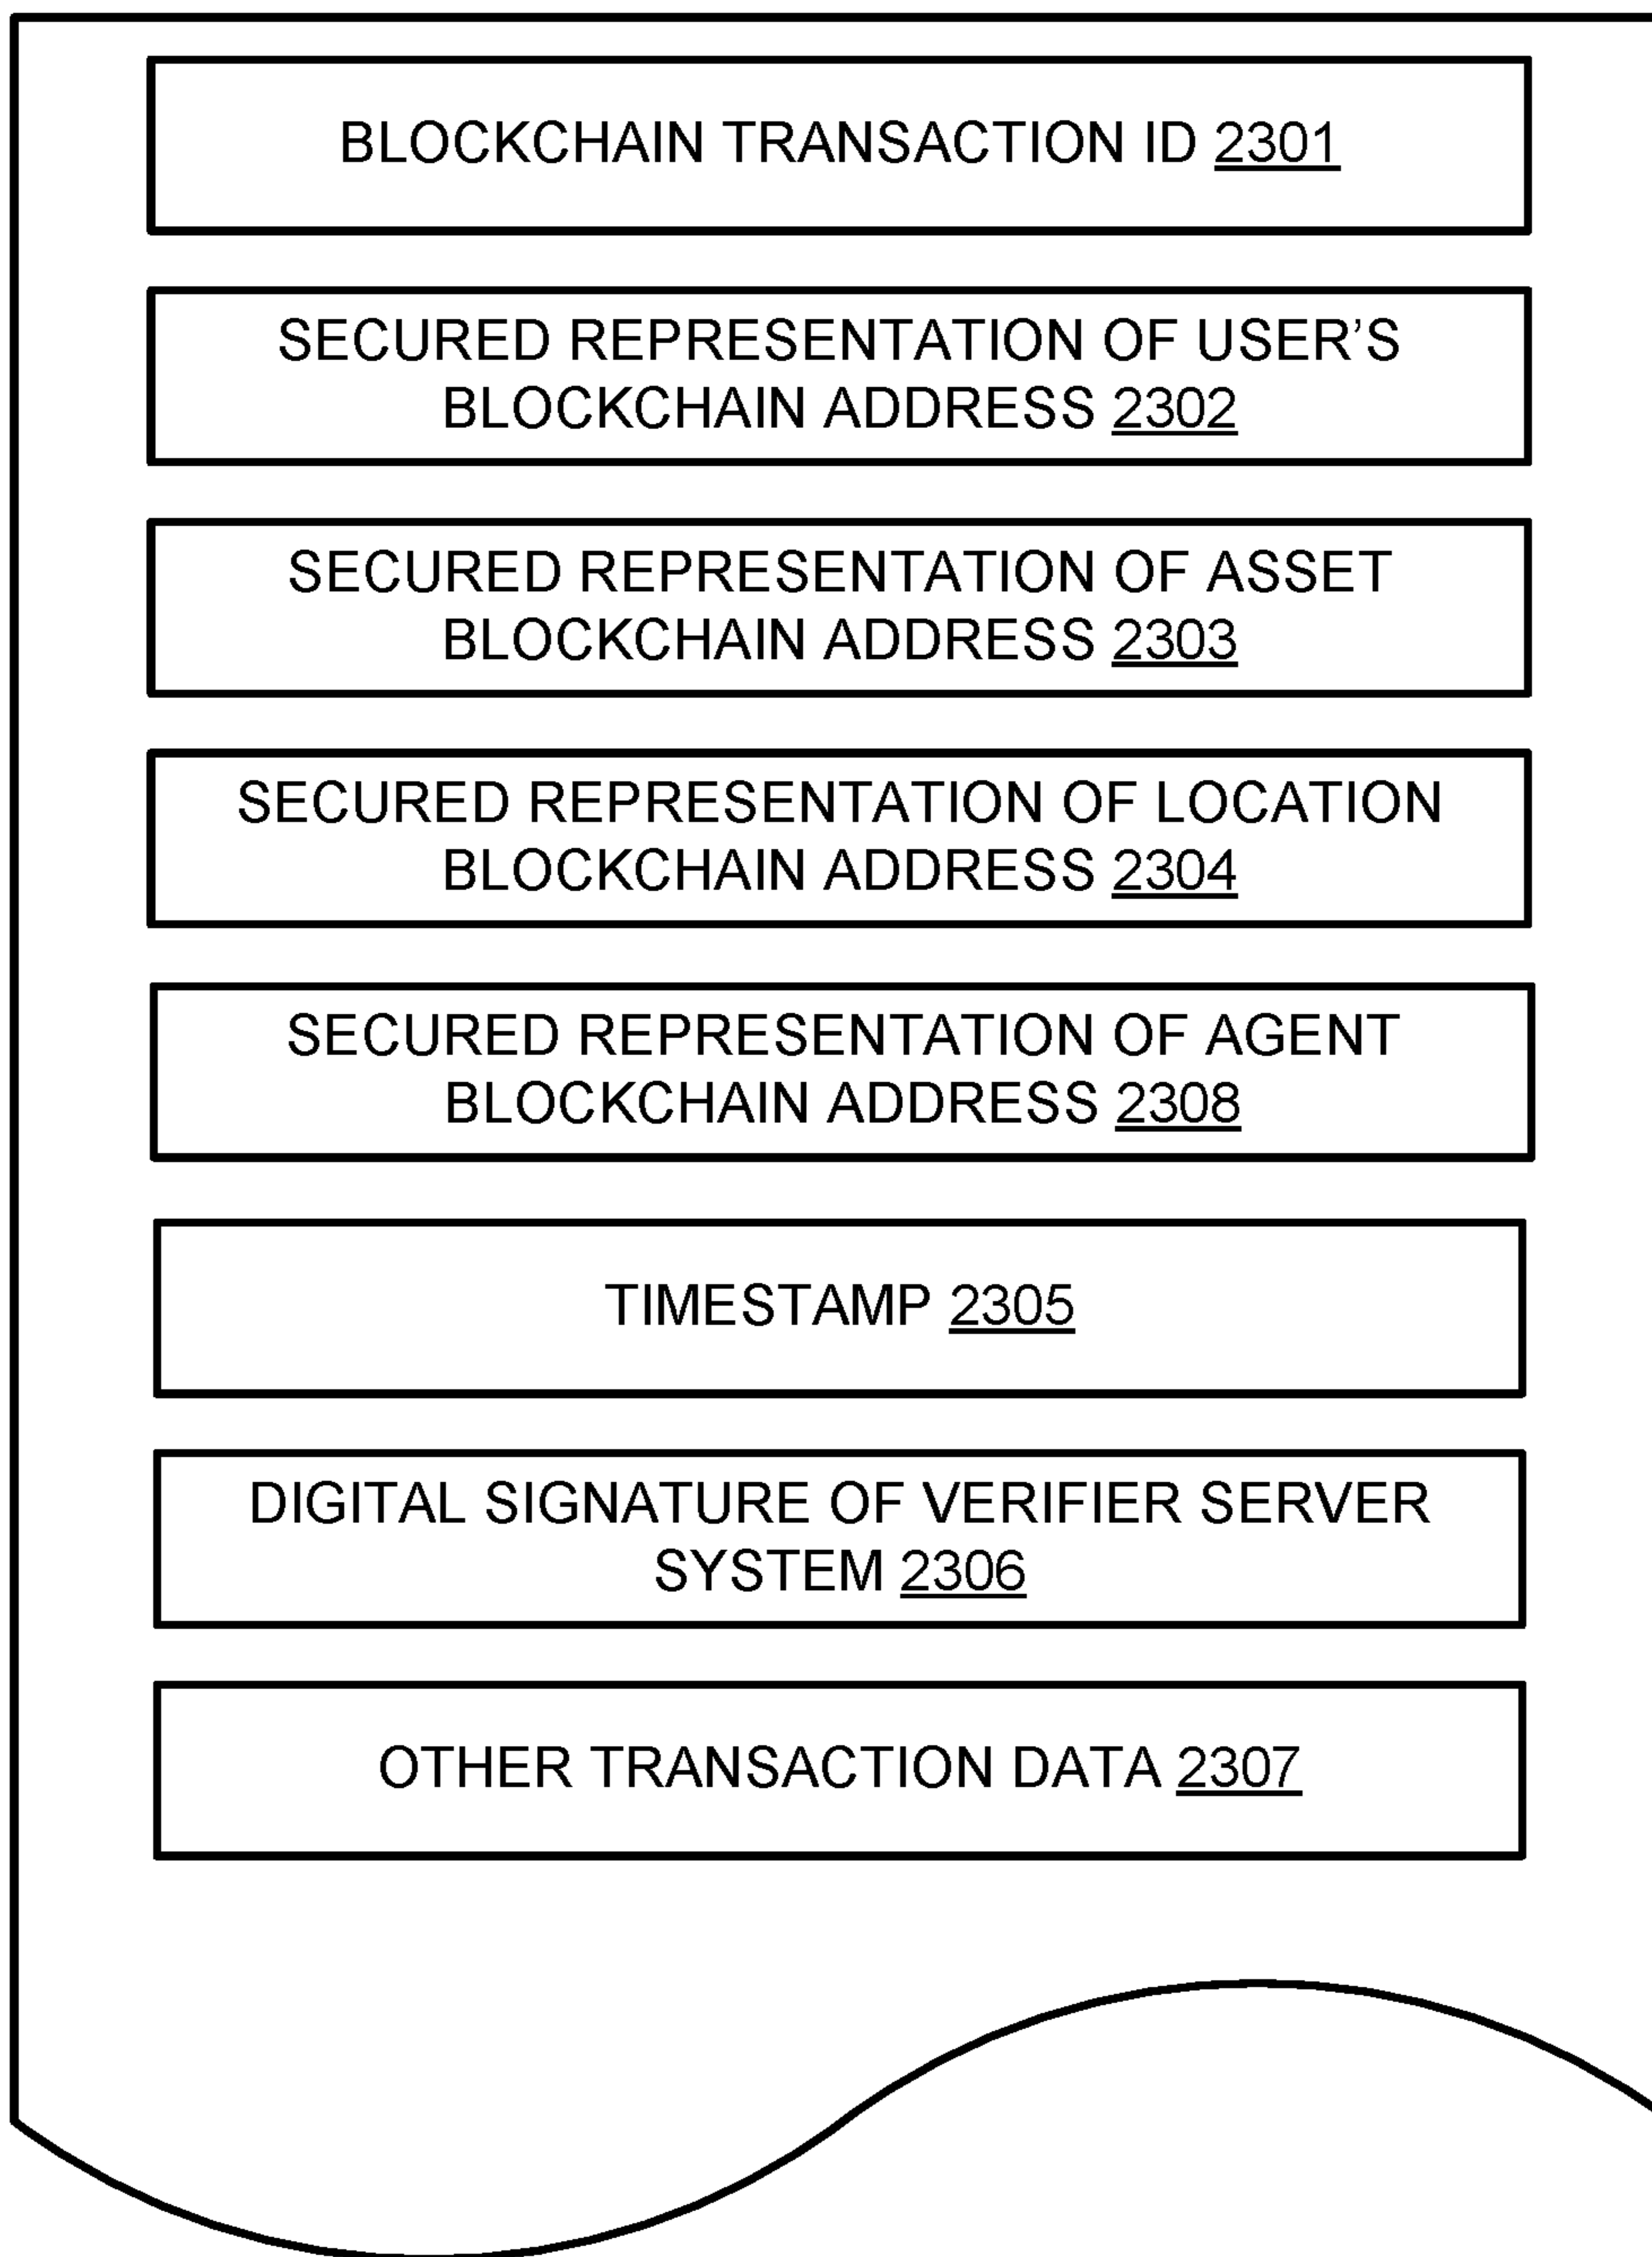 BLOCKCHAIN TRANSACTION ID 2301
SECURED REPRESENTATION OF USER’S
BLOCKCHAIN ADDRESS 2302
SECURED REPRESENTATION OF ASSET
BLOCKCHAIN ADDRESS 2303
SECURED REPRESENTATION OF LOCATION
BLOCKCHAIN ADDRESS 2304
SECURED REPRESENTATION OF AGENT
BLOCKCHAIN ADDRESS 2308
TIMESTAMP 2305
DIGITAL SIGNATURE OF VERIFIER SERVER
SYSTEM 2306
OTHER TRANSACTION DATA 2307